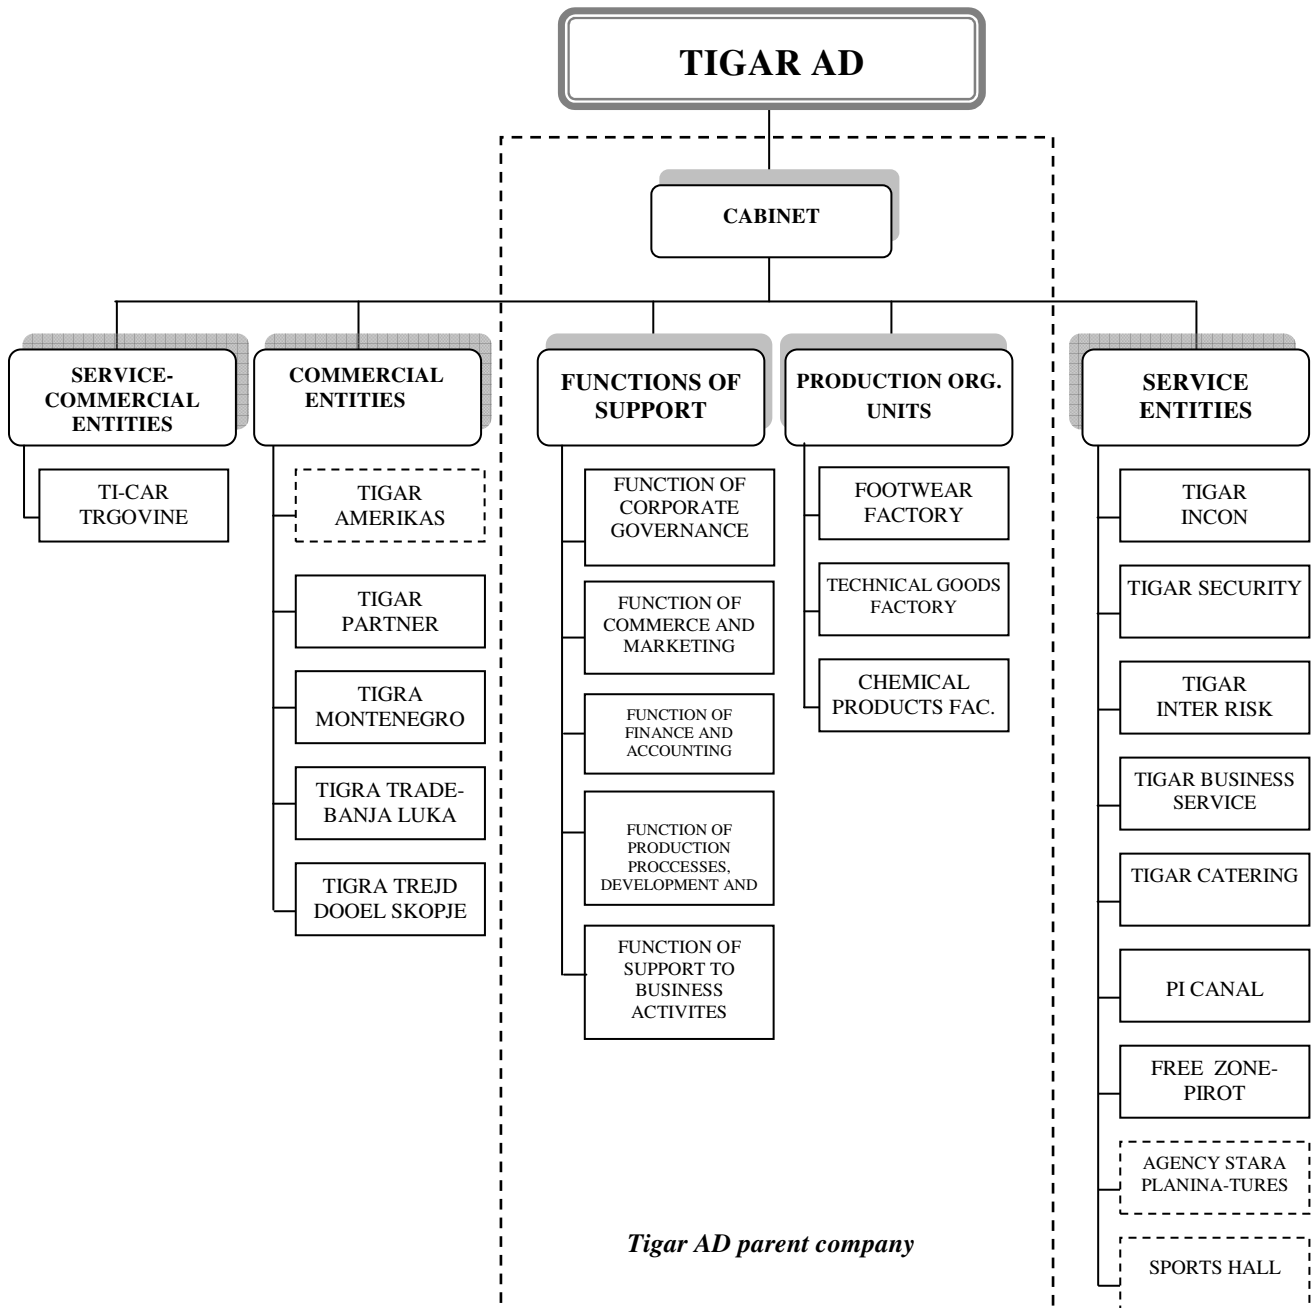 TIGAR AD
CABINET
SERVICE-
COMMERCIAL
ENTITIES
TI-CAR
TRGOVINE
COMMERCIAL
ENTITIES
TIGAR
AMERIKAS
TIGAR
PARTNER
TIGRA
MONTENEGRO
TIGRA TRADE-
BANJA LUKA
TIGRA TREJD
DOOEL SKOPJE
FUNCTIONS OF
SUPPORT
FUNCTION OF
CORPORATE
GOVERNANCE
FUNCTION OF
COMMERCE AND
MARKETING
FUNCTION OF
FINANCE AND
ACCOUNTING
FUNCTION OF
PRODUCTION
PROCCESSES,
DEVELOPMENT AND
FUNCTION OF
SUPPORT TO
BUSINESS
ACTIVITES
PRODUCTION ORG.
UNITS
FOOTWEAR
FACTORY
TECHNICAL GOODS
FACTORY
CHEMICAL
PRODUCTS FAC.
SERVICE
ENTITIES
TIGAR
INCON
TIGAR SECURITY
TIGAR
INTER RISK
TIGAR BUSINESS
SERVICE
TIGAR CATERING
PI CANAL
FREE ZONE-
PIROT
AGENCY STARA
PLANINA-TURES
SPORTS HALL
Tigar AD parent company